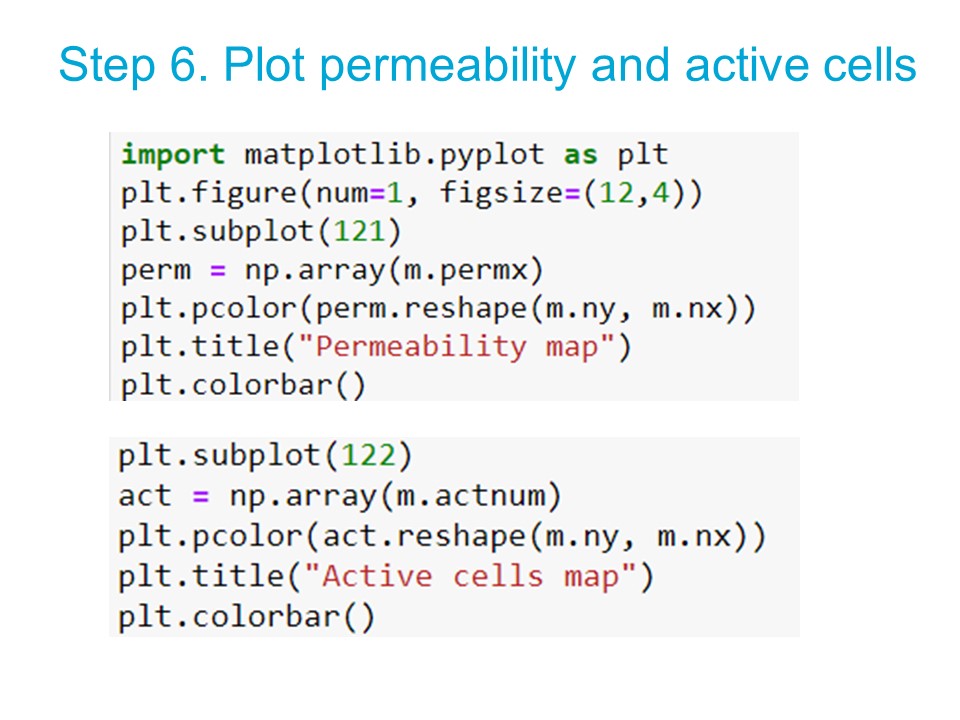 Step 6. Plot permeability and active cells
import matplotlib.pyplot as plt
plt.figure(num=1, figsize=(12,4))
plt.subplot(121)
perm = np.array(m.permx)
plt.pcolor(perm.reshape(m.ny, m.nx))
plt.title("Permeability map")
plt.colorbar()
plt.subplot(122)
act = np.array(m.actnum)
plt.pcolor(act.reshape(m.ny, m.nx))
plt.title("Active cells map")
plt.colorbar()